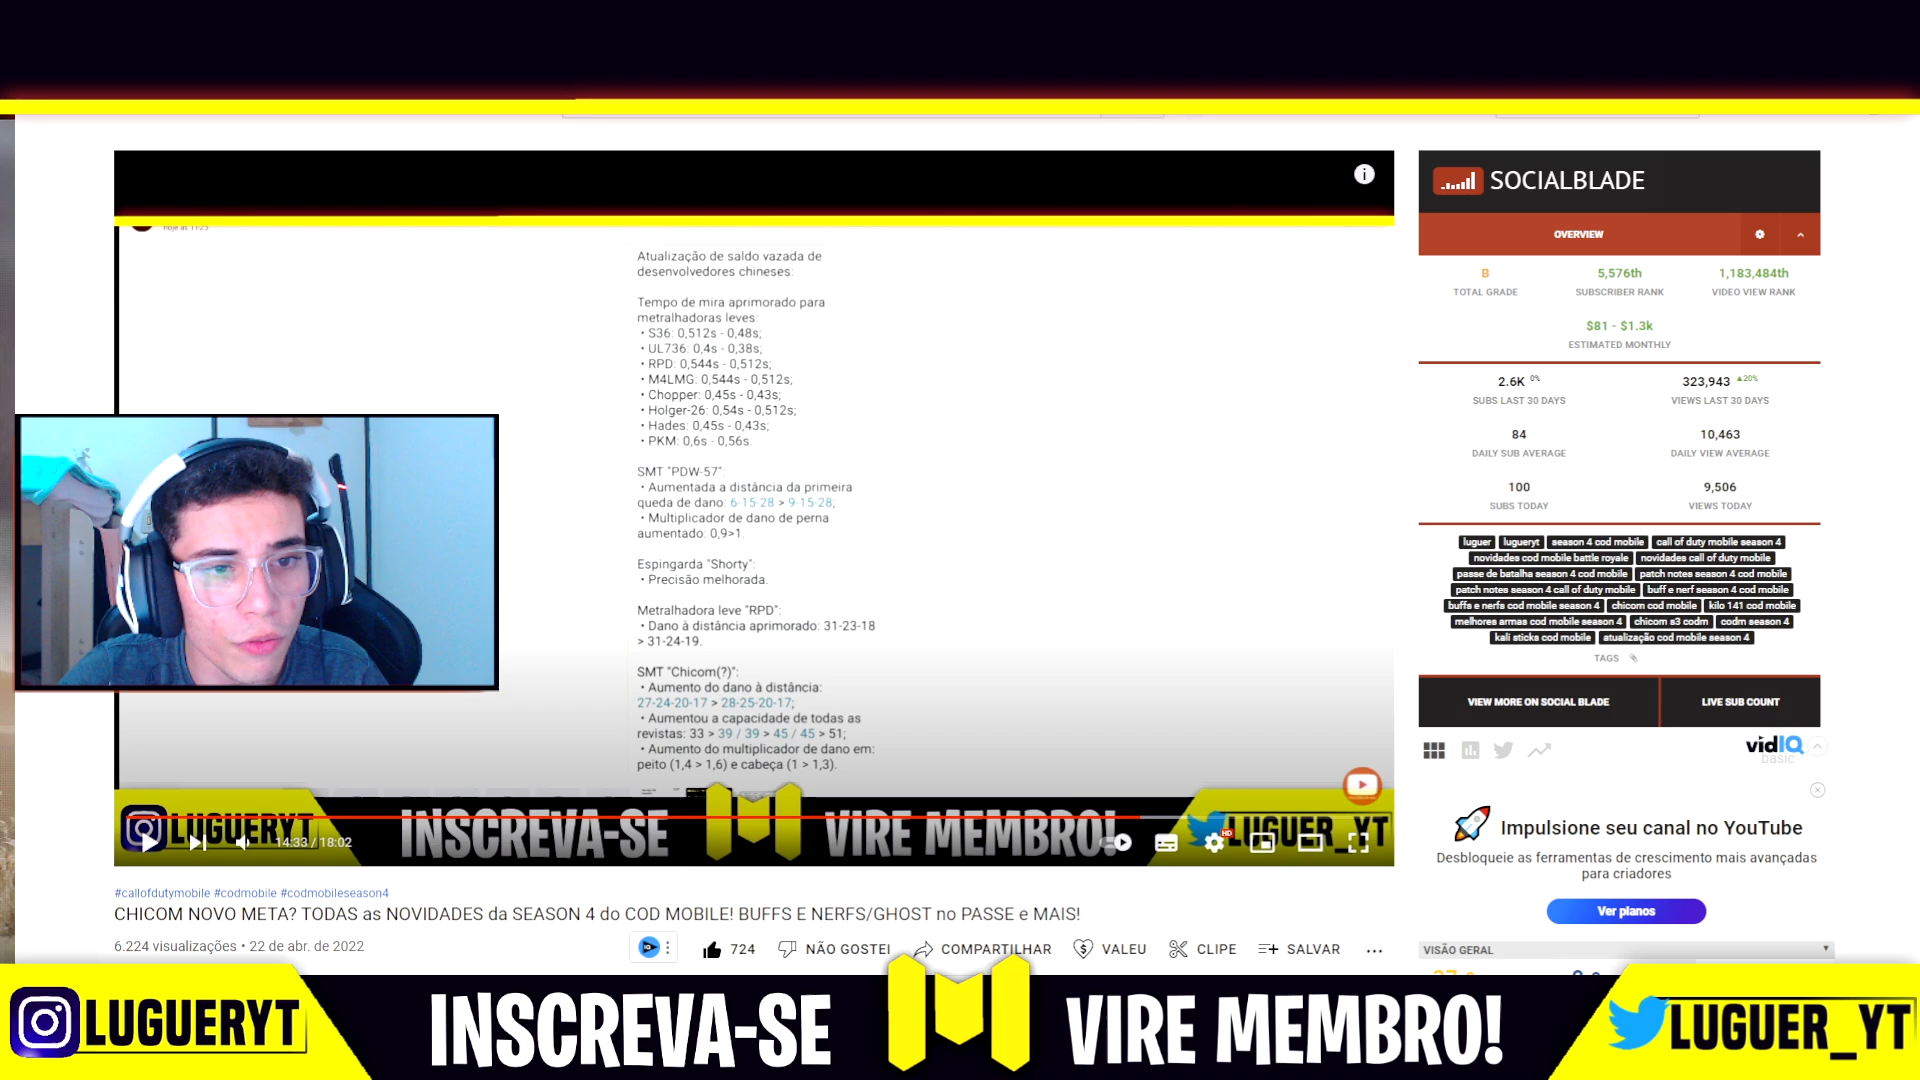 hoje às 11:25
Atualização de saldo vazada de
desenvolvedores chineses:
Tempo de mira aprimorado para
metralhadoras leves:
• S36: 0,512s - 0,48s;
• UL736: 0,4s - 0,38s;
• RPD: 0,544s - 0,512s;
• M4LMG: 0,544s - 0,512s;
• Chopper: 0,45s - 0,43s;
• Holger-26: 0,54s - 0,512s;
• Hades: 0,45s - 0,43s;
• PKM: 0,6s - 0,56s.
SMT "PDW-57":
• Aumentada a distância da primeira
queda de dano: 6-15-28 > 9-15-28;
• Multiplicador de dano de perna
aumentado: 0,9>1.
Espingarda "Shorty":
• Precisão melhorada.
Metralhadora leve "RPD":
• Dano à distância aprimorado: 31-23-18
> 31-24-19.
SMT "Chicom(?)":
• Aumento do dano à distância:
27-24-20-17 > 28-25-20-17;
• Aumentou a capacidade de todas as
revistas: 33 > 39 / 39 > 45 / 45 > 51;
• Aumento do multiplicador de dano em:
peito (1,4 > 1,6) e cabeça (1 > 1,3).
LUGUERYT
INSCREVA-SE
VIRE MEMBRO!
LUGUER_YT
14:33 / 18:02
HD
#callofdutymobile #codmobile #codmobileseason4
CHICOM NOVO META? TODAS as NOVIDADES da SEASON 4 do COD MOBILE! BUFFS E NERFS/GHOST no PASSE e MAIS!
6.224 visualizações • 22 de abr. de 2022
724
NÃO GOSTEI
COMPARTILHAR
VALEU
CLIPE
SALVAR
SOCIALBLADE
OVERVIEW
B
5,576th
1,183,484th
TOTAL GRADE
SUBSCRIBER RANK
VIDEO VIEW RANK
$81 - $1.3k
ESTIMATED MONTHLY
2.6K 0%
323,943 ▲20%
SUBS LAST 30 DAYS
VIEWS LAST 30 DAYS
84
10,463
DAILY SUB AVERAGE
DAILY VIEW AVERAGE
100
9,506
SUBS TODAY
VIEWS TODAY
luguer lugueryt season 4 cod mobile call of duty mobile season 4
novidades cod mobile battle royale novidades call of duty mobile
passe de batalha season 4 cod mobile patch notes season 4 cod mobile
patch notes season 4 call of duty mobile buff e nerf season 4 cod mobile
buffs e nerfs cod mobile season 4 chicom cod mobile kilo 141 cod mobile
melhores armas cod mobile season 4 chicom s3 codm codm season 4
kali sticks cod mobile atualização cod mobile season 4
TAGS
VIEW MORE ON SOCIAL BLADE
LIVE SUB COUNT
vidIQ
basic
Impulsione seu canal no YouTube
Desbloqueie as ferramentas de crescimento mais avançadas
para criadores
Ver planos
VISÃO GERAL
LUGUERYT
INSCREVA-SE
VIRE MEMBRO!
LUGUER_YT